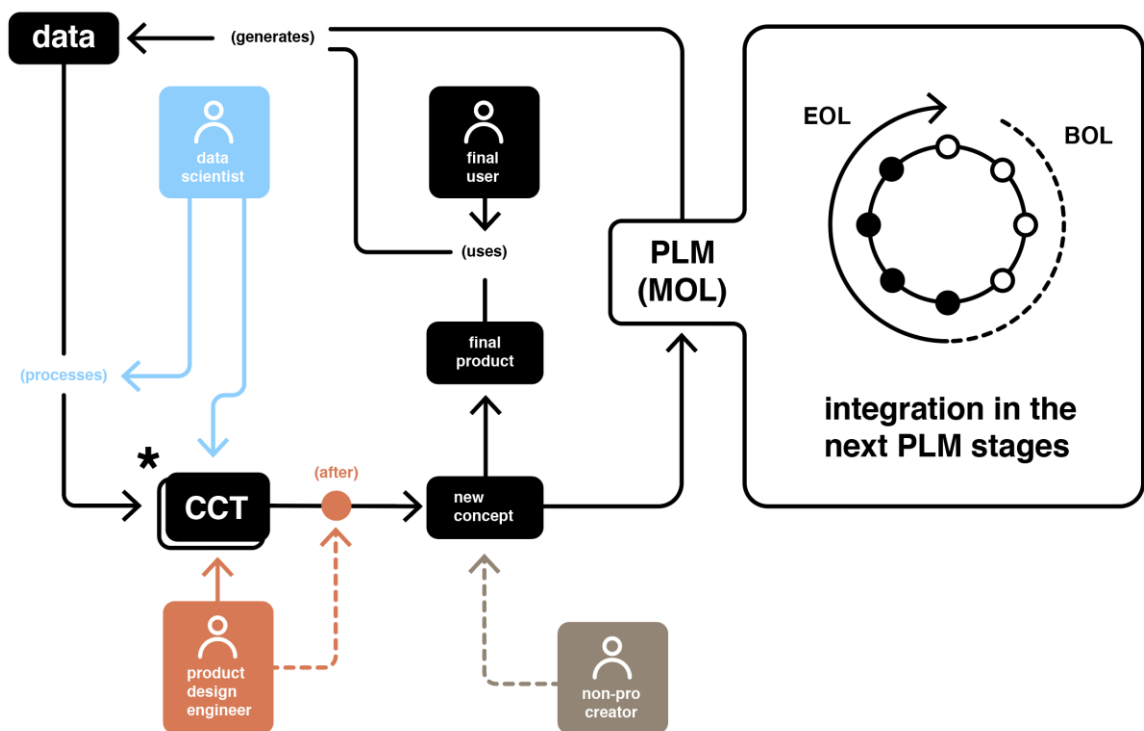 data
(generates)
data
scientist
final
user
(uses)
final
product
(processes)
*
CCT
(after)
new
concept
product
design
engineer
non-pro
creator
PLM
(MOL)
EOL
BOL
integration in the
next PLM stages